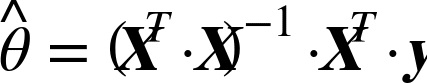 θ̂ = (X^T · X)^{-1} · X^T · y